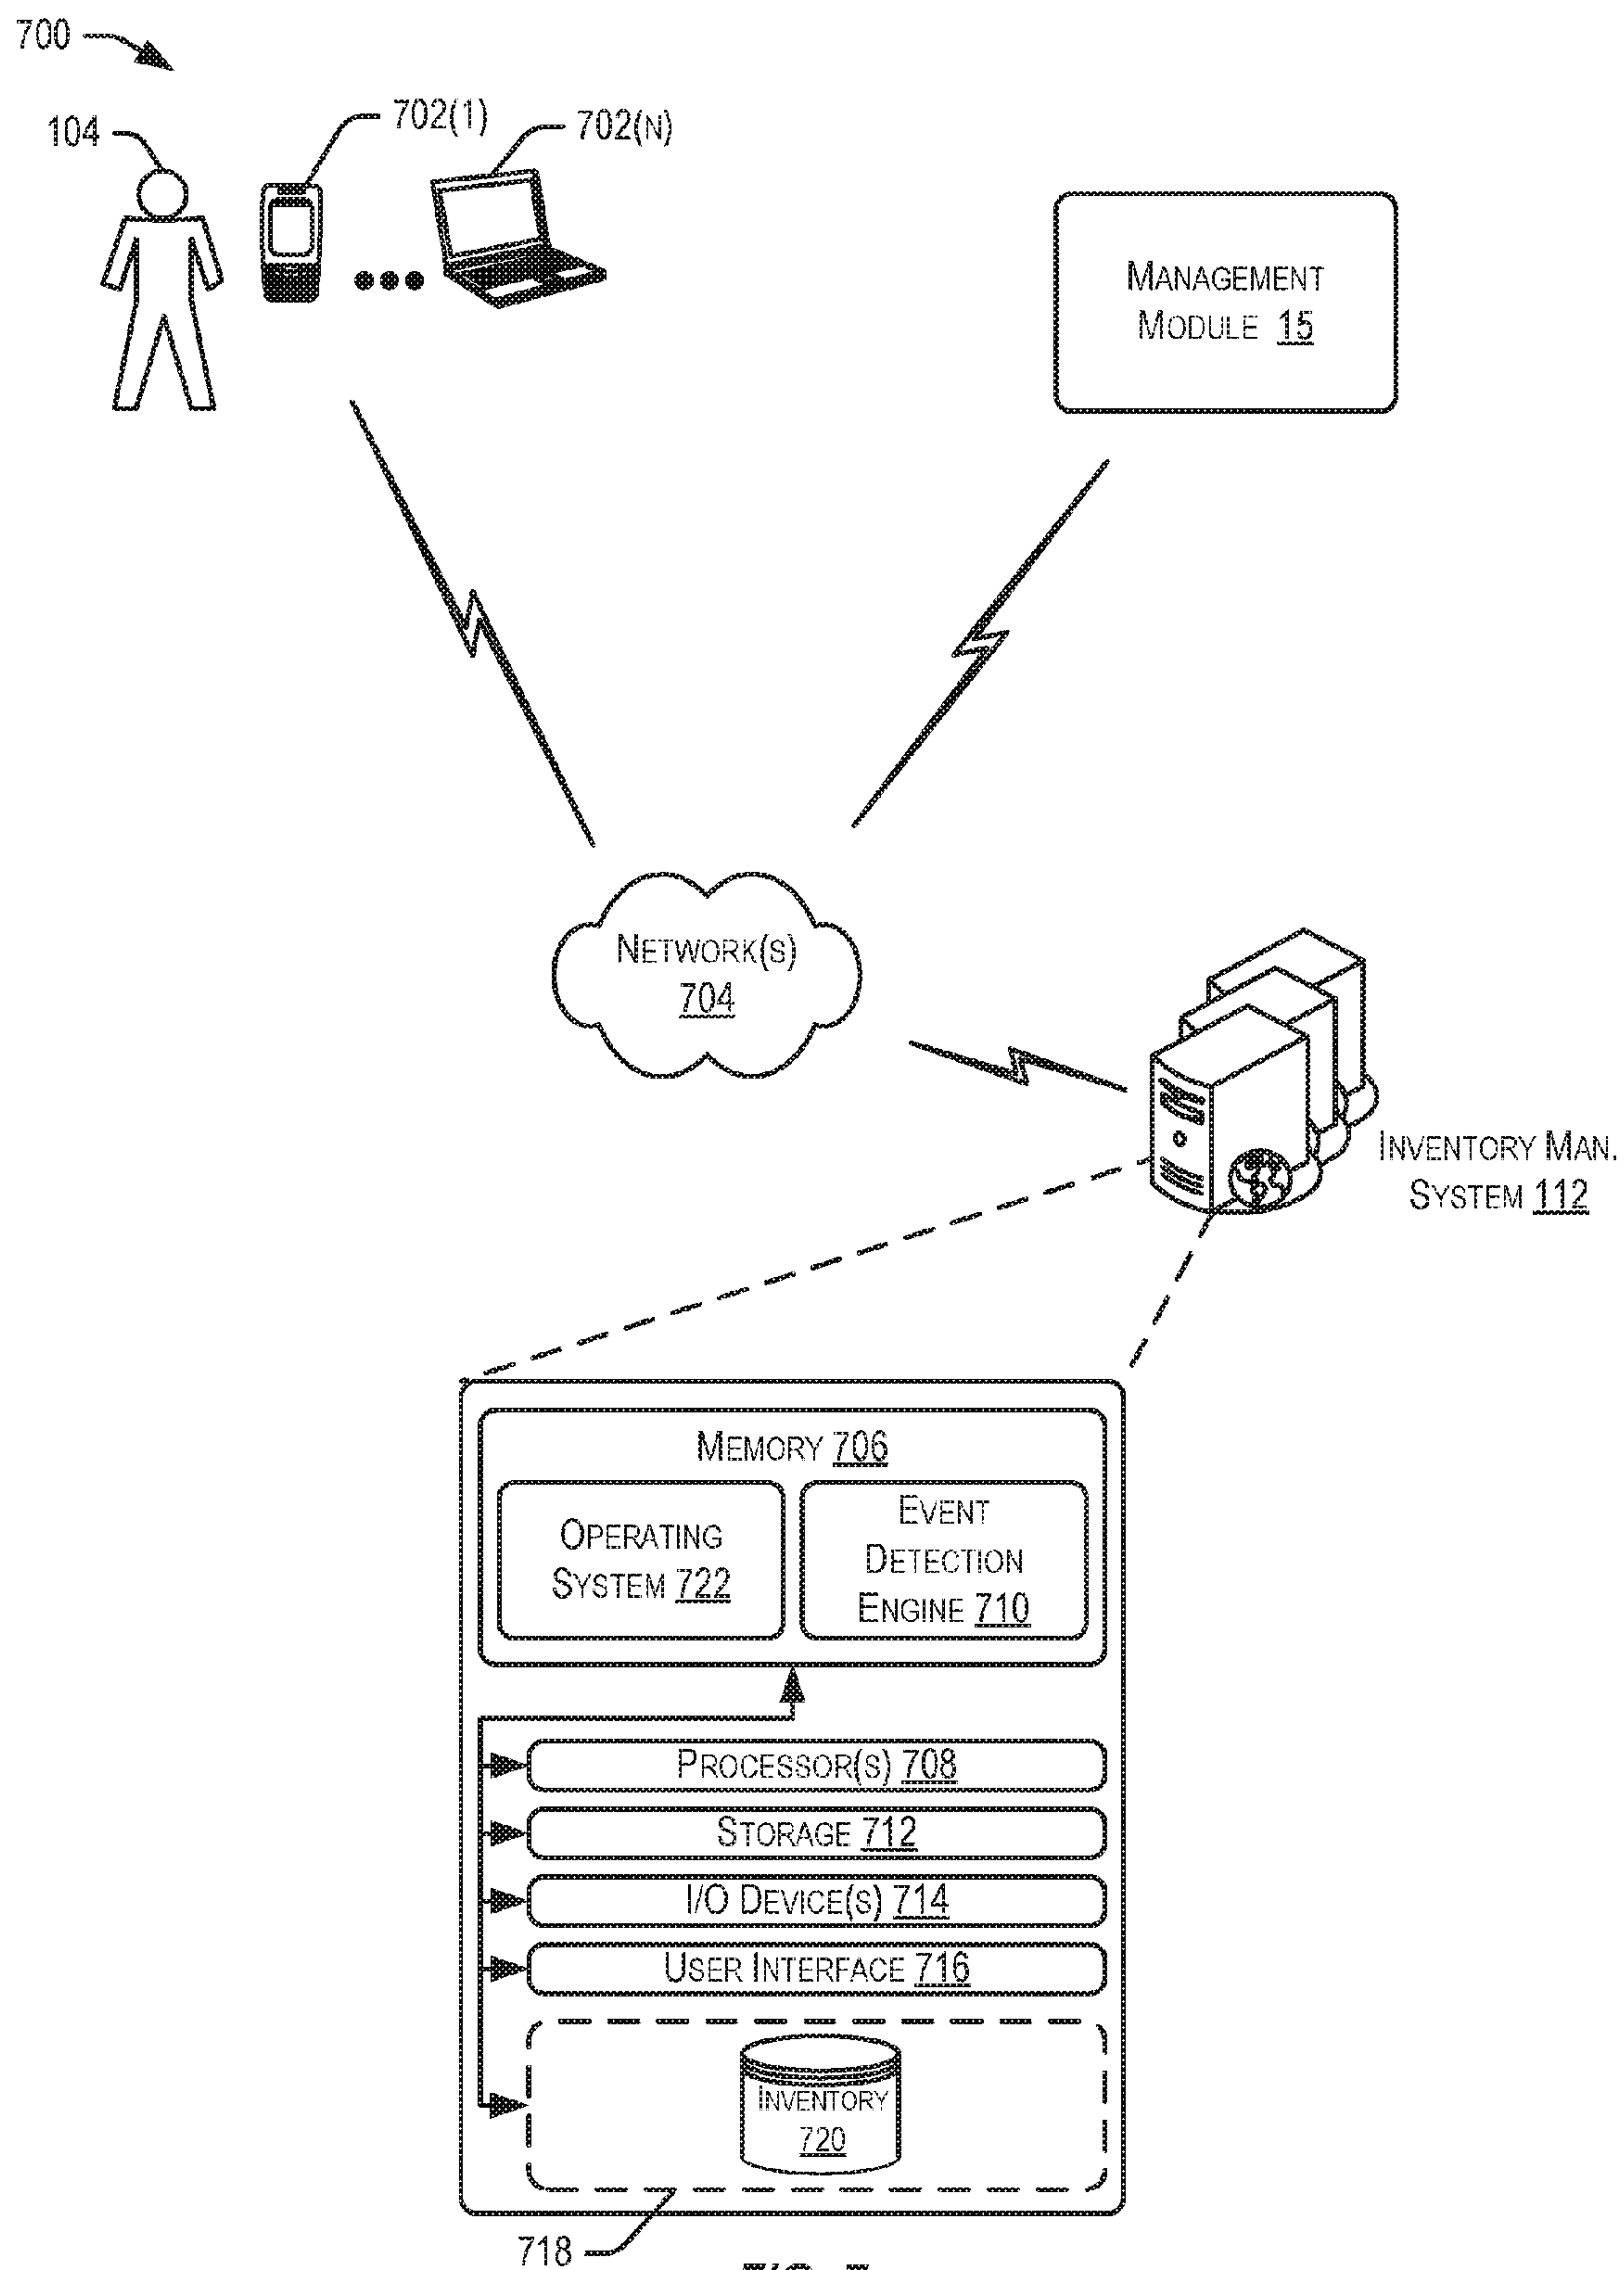 700
104
702(1)
702(N)
MANAGEMENT
MODULE 15
NETWORK(S)
704
INVENTORY MAN.
SYSTEM 112
MEMORY 706
OPERATING
SYSTEM 722
EVENT
DETECTION
ENGINE 710
PROCESSOR(S) 708
STORAGE 712
I/O DEVICE(S) 714
USER INTERFACE 716
INVENTORY
720
718